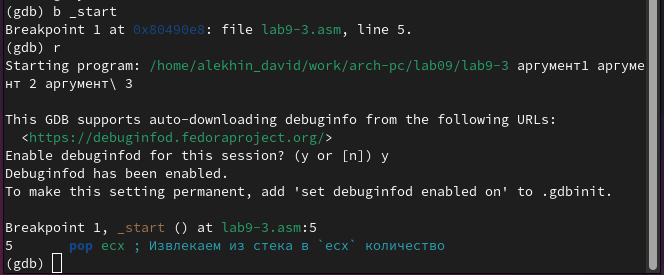 (gdb) b _start
Breakpoint 1 at 0x80490e8: file lab9-3.asm, line 5.
(gdb) r
Starting program: /home/alekhin_david/work/arch-pc/lab09/lab9-3 аргумент1 аргуме
нт 2 аргумент\ 3
This GDB supports auto-downloading debuginfo from the following URLs:
<https://debuginfod.fedoraproject.org/>
Enable debuginfod for this session? (y or [n]) y
Debuginfod has been enabled.
To make this setting permanent, add 'set debuginfod enabled on' to .gdbinit.
Breakpoint 1, _start () at lab9-3.asm:5
5 pop ecx ; Извлекаем из стека в `ecx` количество
(gdb)